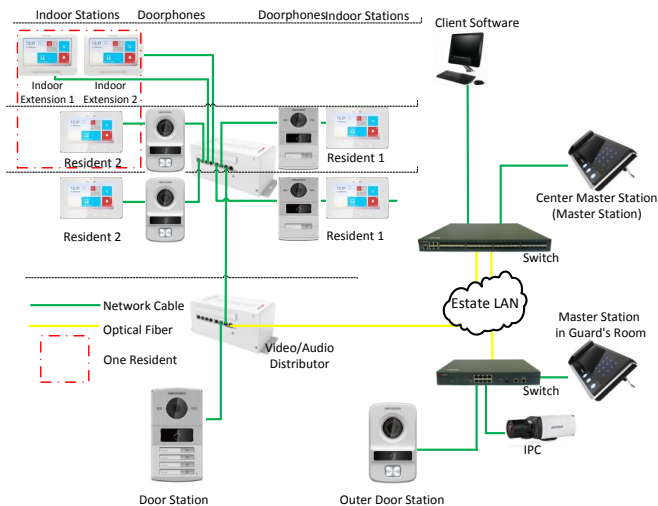 Indoor Stations
Doorphones
DoorphonesIndoor Stations
Client Software
Indoor
Extension 1
Indoor
Extension 2
Resident 2
Resident 1
Center Master Station
(Master Station)
Resident 2
Resident 1
Switch
Estate LAN
Network Cable
Optical Fiber
One Resident
Video/Audio
Distributor
Master Station
in Guard's Room
Switch
IPC
Door Station
Outer Door Station